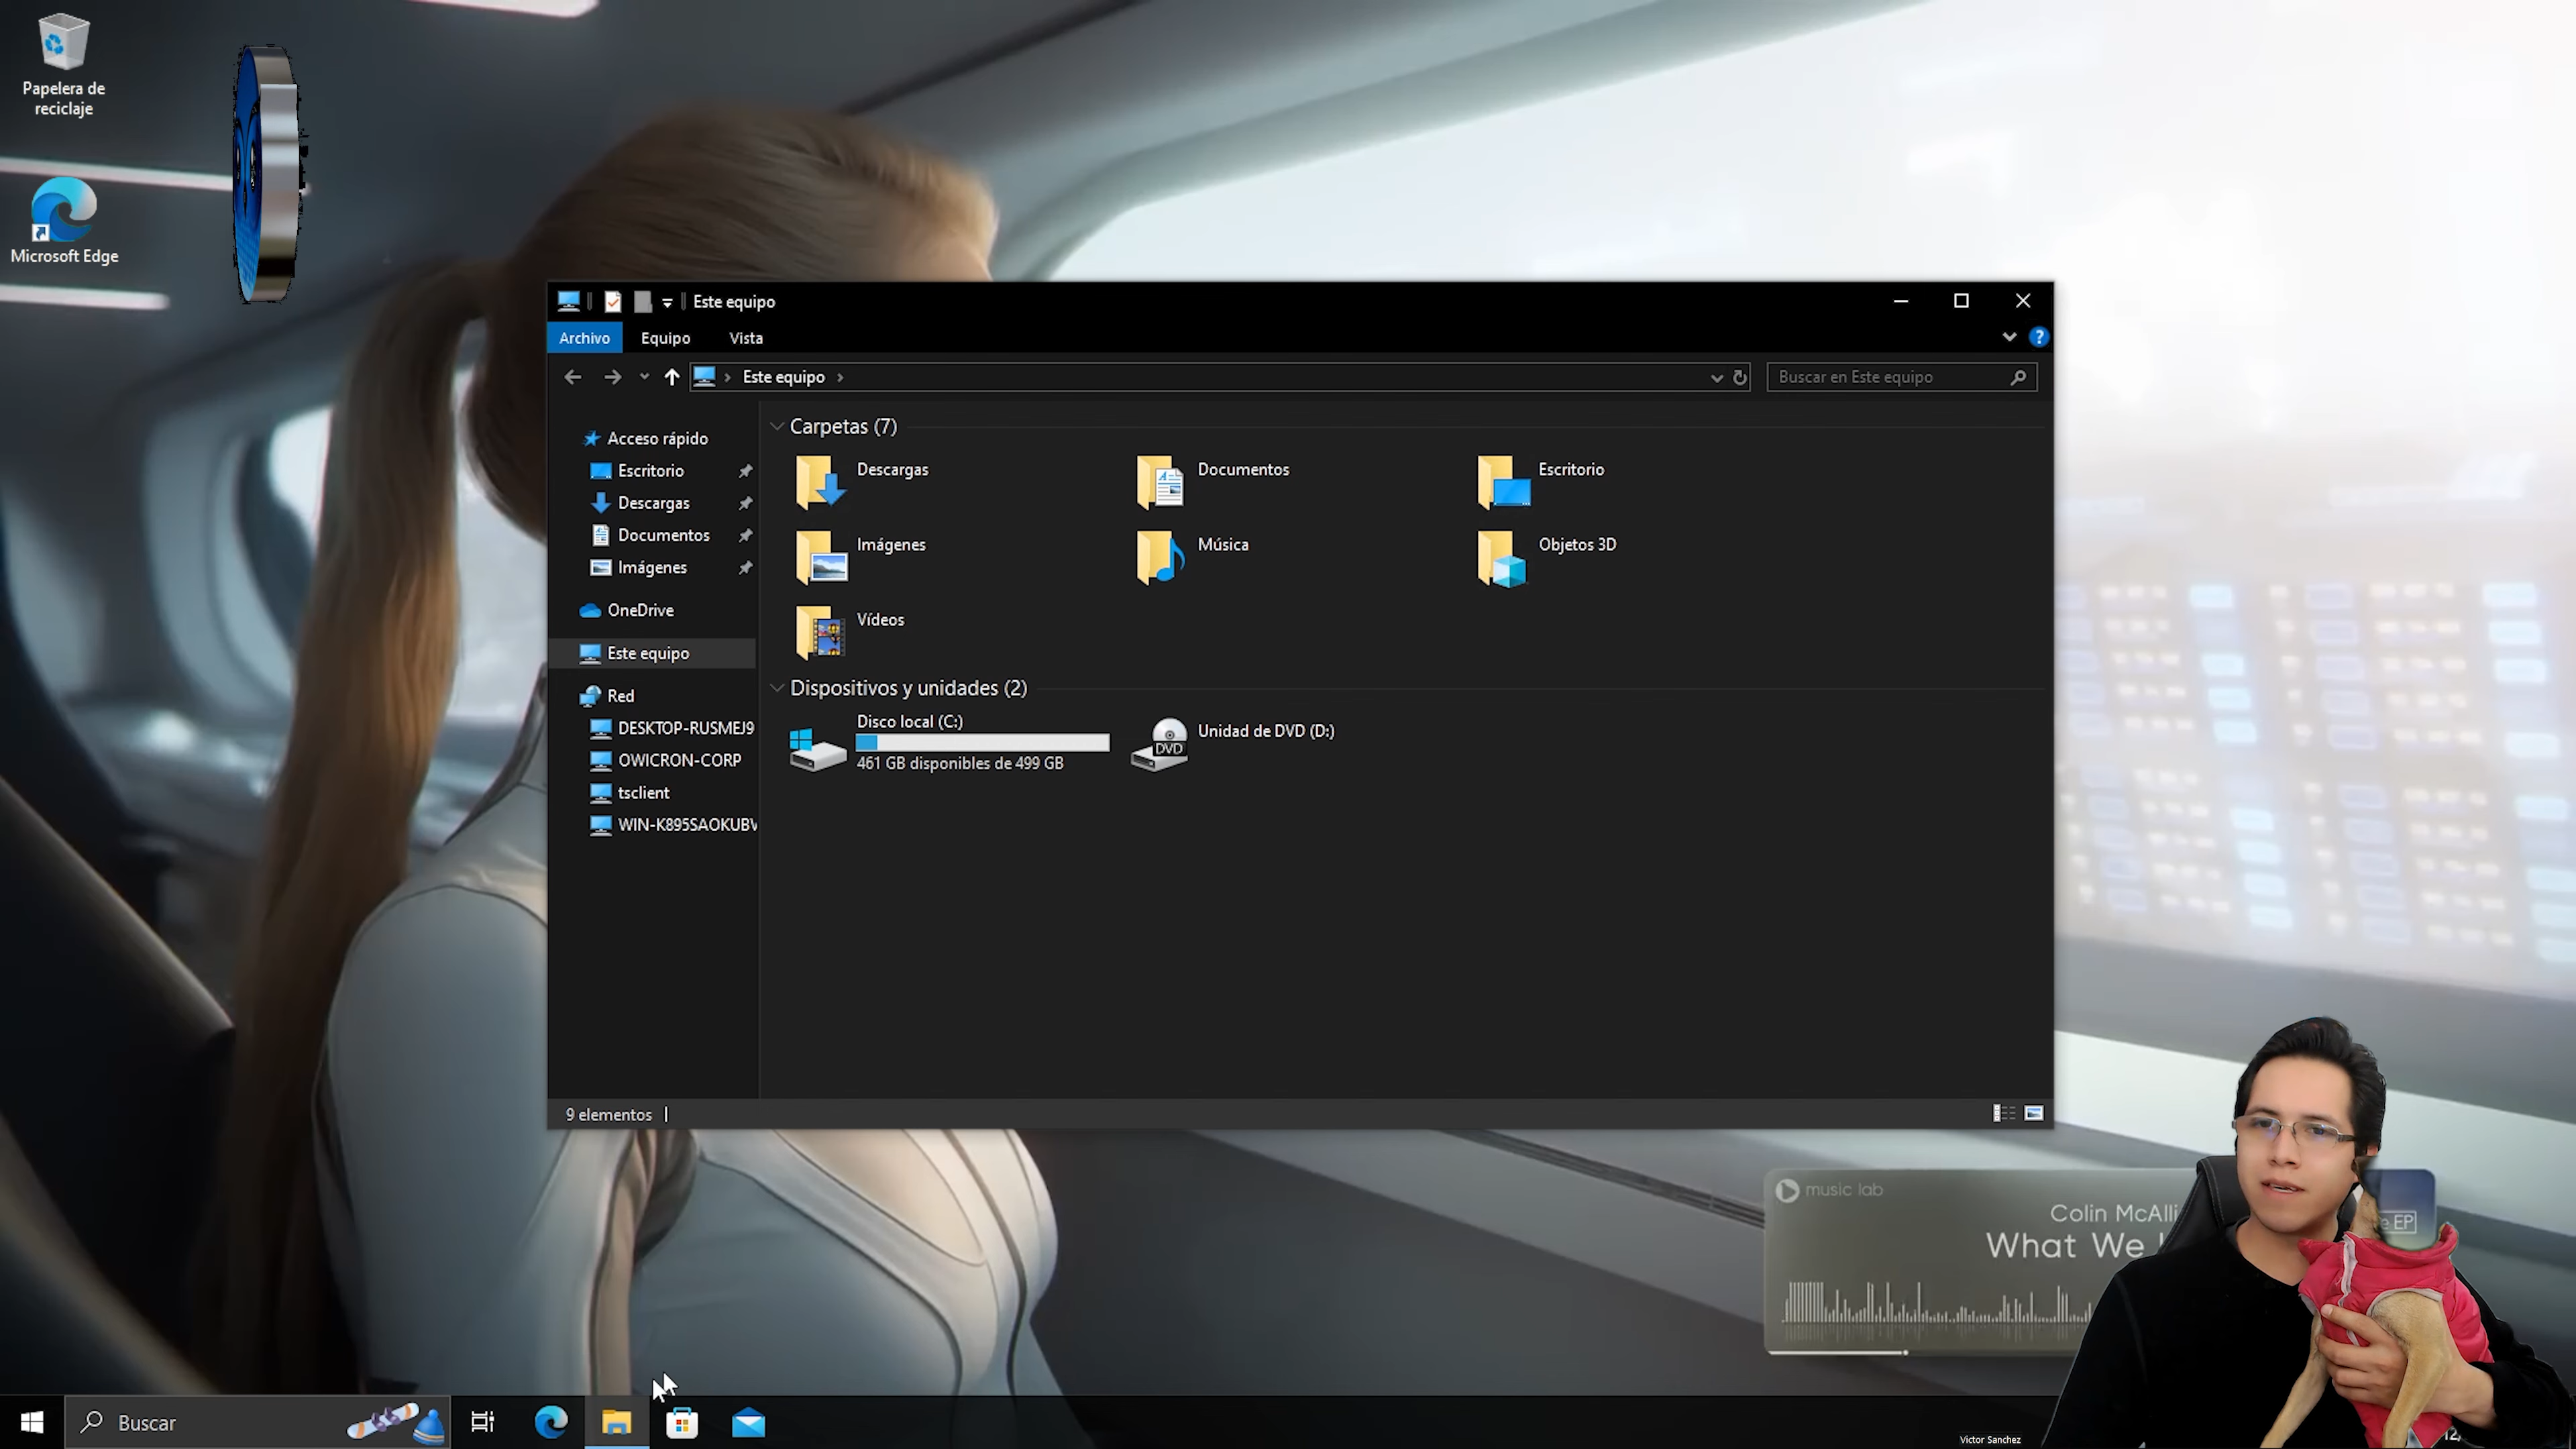 Papelera de
reciclaje
Microsoft Edge
Este equipo
Archivo
Equipo
Vista
?
Este equipo
Buscar en Este equipo
Acceso rápido
Escritorio
Descargas
Documentos
Imágenes
OneDrive
Este equipo
Red
DESKTOP-RUSMEJ9
OWICRON-CORP
tsclient
WIN-K895SAOKUBV
Carpetas (7)
Descargas
Documentos
Escritorio
Imágenes
Música
Objetos 3D
Vídeos
Dispositivos y unidades (2)
Disco local (C:)
461 GB disponibles de 499 GB
DVD
Unidad de DVD (D:)
9 elementos
music lab
Colin McAlli
What We
EP
Buscar
Victor Sanchez
12,